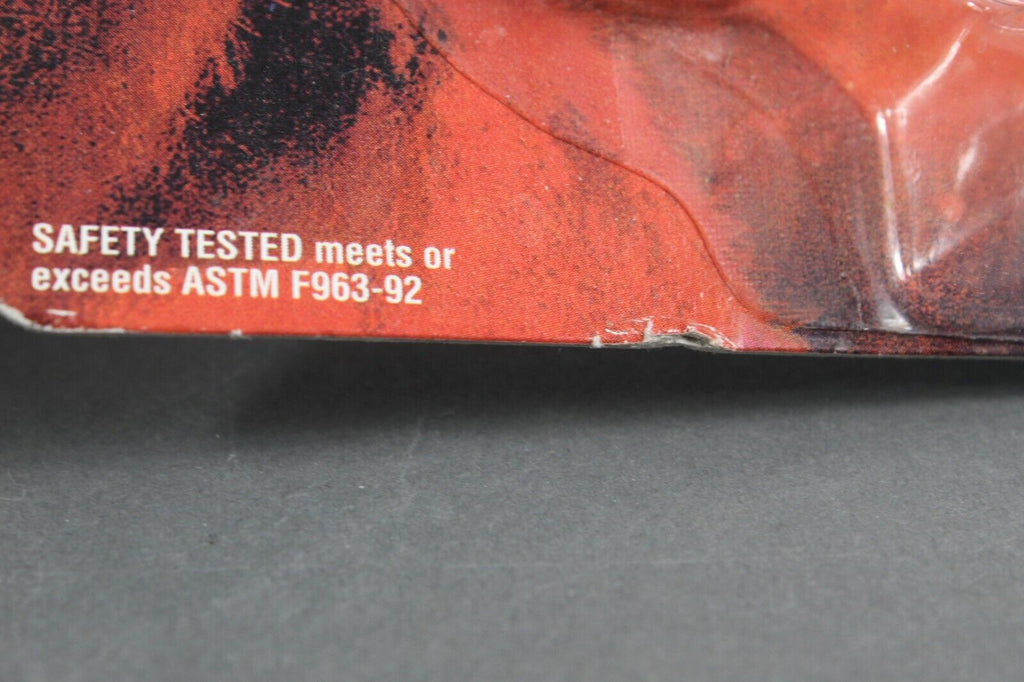 SAFETY TESTED meets or
exceeds ASTM F963-92